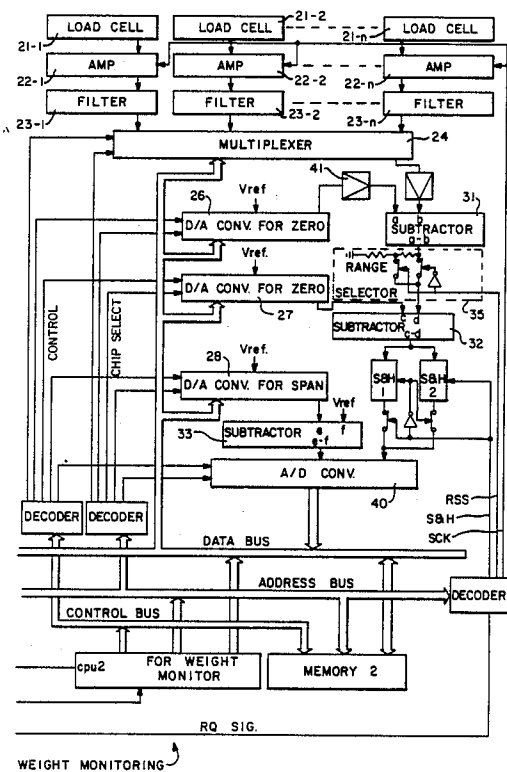 21-2
LOAD CELL
LOAD CELL
LOAD CELL
21-1
21-n
AMP
AMP
AMP
22-1
22-2
22-n
FILTER
FILTER
FILTER
23-1
23-2
23-n
24
MULTIPLEXER
41
Vref
26
31
D/A CONV. FOR ZERO
a b
SUBTRACTOR
a-b
Vref.
RANGE
D/A CONV. FOR ZERO
SELECTOR
27
35
c d
SUBTRACTOR
c-d
32
CONTROL
CHIP SELECT
28
Vref.
D/A CONV. FOR SPAN
S&H 1
S&H 2
Vref
33
SUBTRACTOR
e f
e-f
A/D CONV.
40
RSS
S&H
SCK
DECODER
DECODER
DATA BUS
ADDRESS BUS
DECODER
CONTROL BUS
cpu2
FOR WEIGHT
MONITOR
MEMORY 2
RQ SIG.
WEIGHT MONITORING